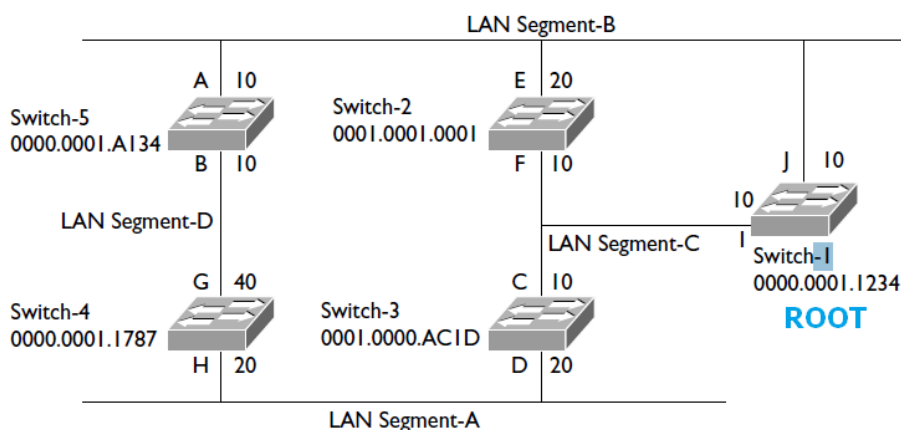 LAN Segment-B
A 10
E 20
J 10
Switch-5
0000.0001.A134
Switch-2
0001.0001.0001
B 10
F 10
10
LAN Segment-D
LAN Segment-C
I
Switch-1
0000.0001.1234
ROOT
G 40
C 10
Switch-4
0000.0001.1787
Switch-3
0001.0000.AC1D
H 20
D 20
LAN Segment-A